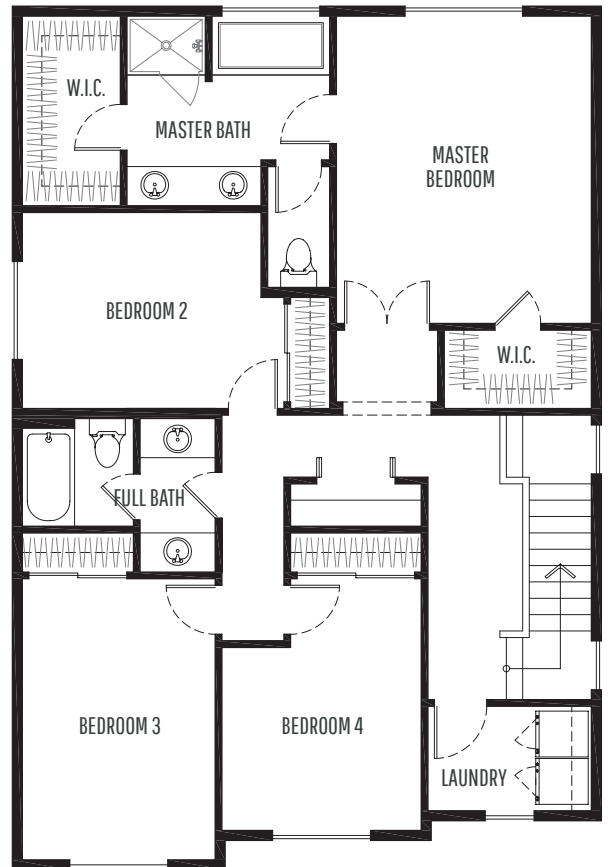 W.I.C.
MASTER BATH
MASTER
BEDROOM
BEDROOM 2
W.I.C.
FULL BATH
BEDROOM 3
BEDROOM 4
LAUNDRY